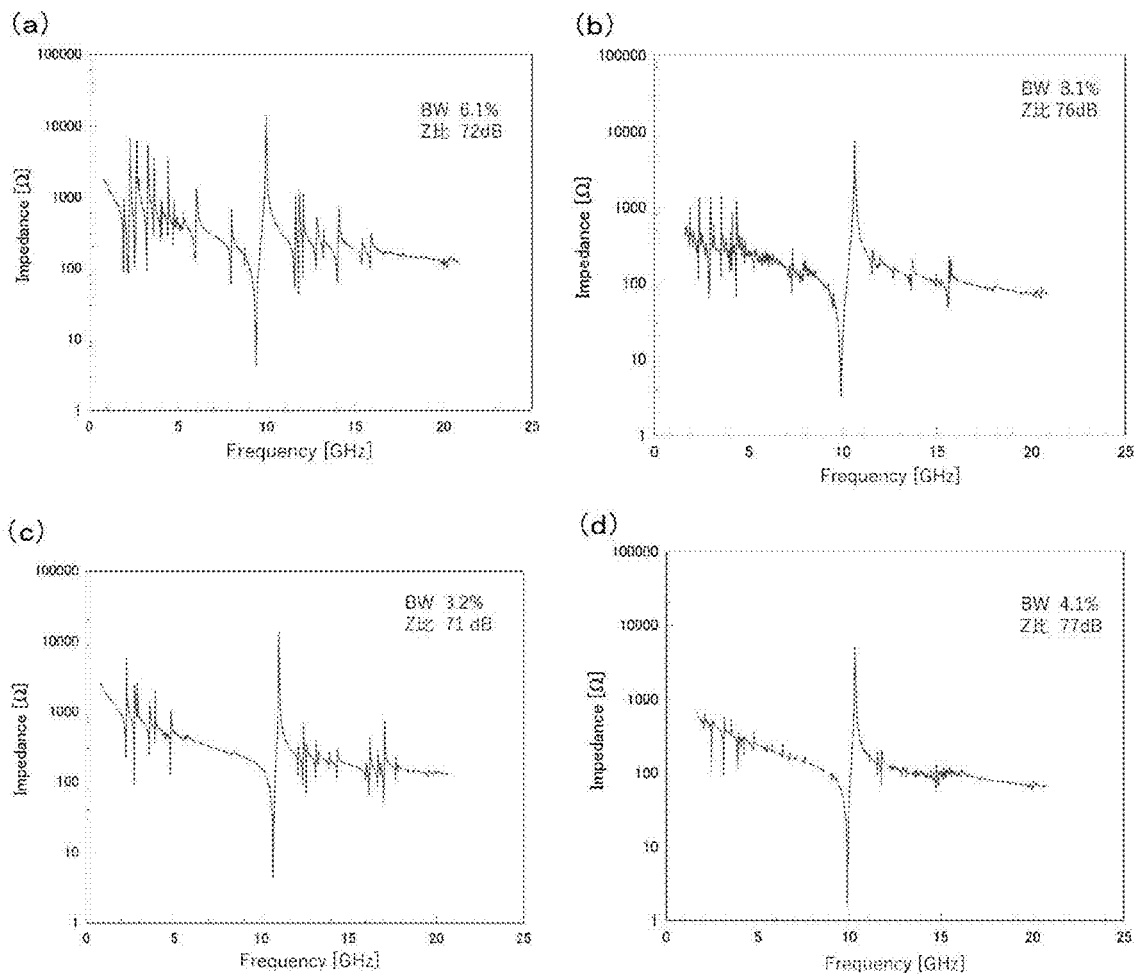 (a)
100000
10000
1000
100
10
1
Impedance [Ω]
BW 6.1%
Z比 72dB
0 5 10 15 20 25
Frequency [GHz]
(b)
100000
10000
1000
100
10
1
Impedance [Ω]
BW
Z比 76dB
0 5 10 15 20 25
Frequency [GHz]
(c)
100000
10000
1000
100
10
1
Impedance [Ω]
BW 3.2%
Z比 71 dB
0 5 10 15 20 25
Frequency [GHz]
(d)
100000
10000
1000
100
10
1
Impedance [Ω]
BW 4.1%
Z比 77dB
0 5 10 15 20 25
Frequency [GHz]